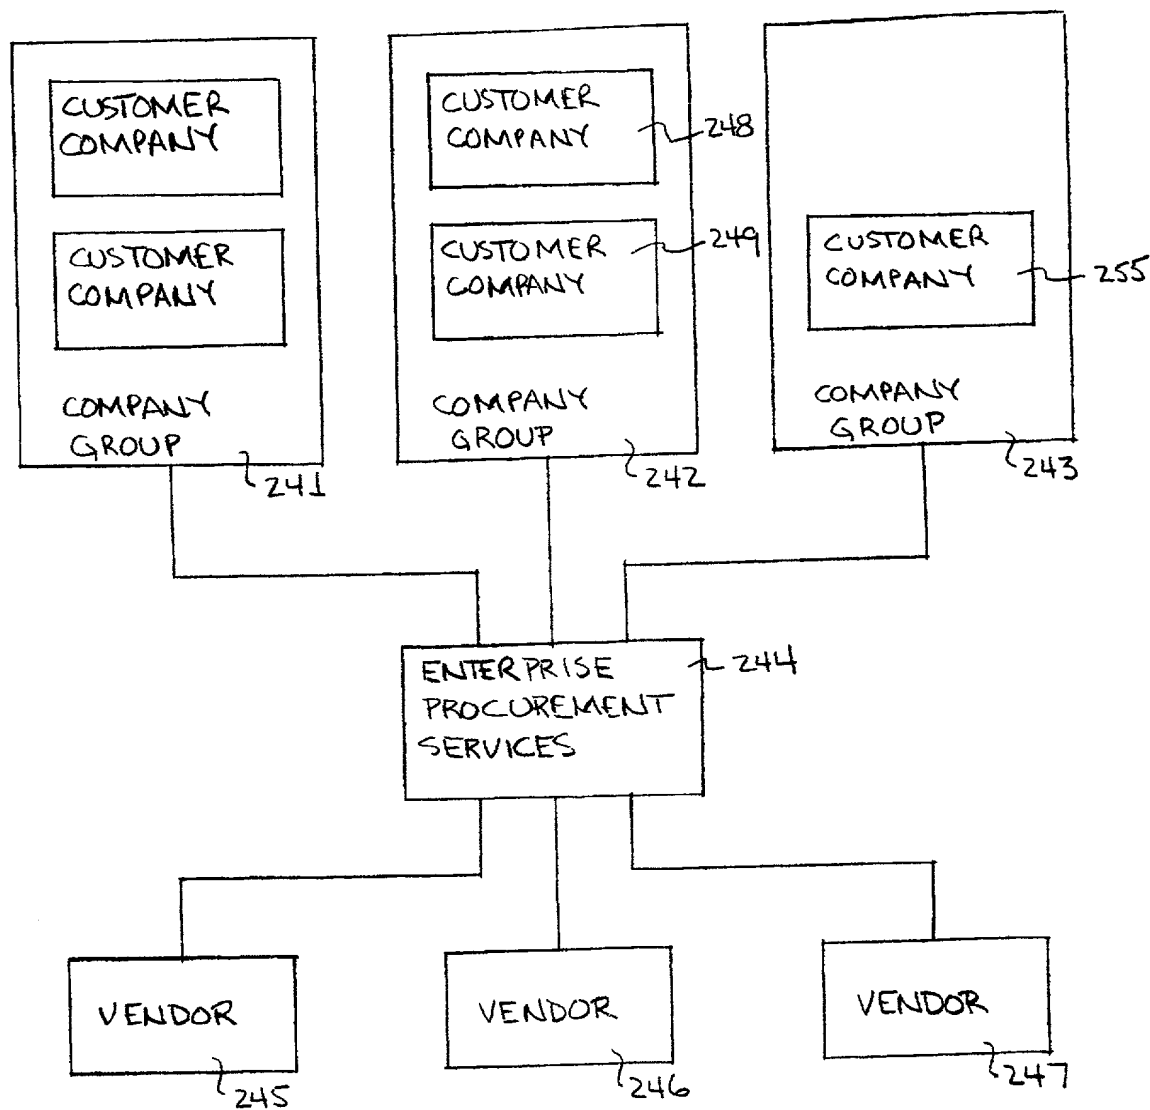 CUSTOMER
COMPANY
CUSTOMER
COMPANY
COMPANY
GROUP
241
CUSTOMER
COMPANY
248
CUSTOMER
COMPANY
249
COMPANY
GROUP
242
CUSTOMER
COMPANY
255
COMPANY
GROUP
243
ENTERPRISE
PROCUREMENT
SERVICES
244
VENDOR
245
VENDOR
246
VENDOR
247